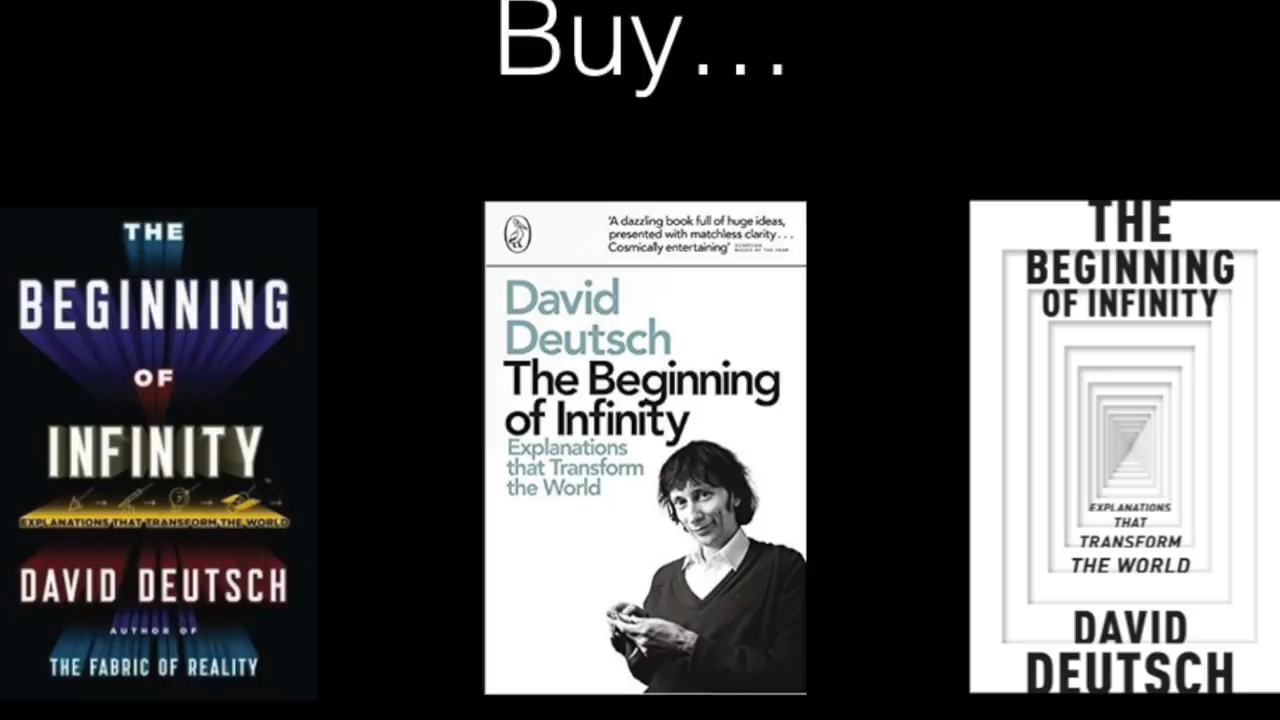 Buy...
THE
BEGINNING
OF
INFINITY
EXPLANATIONS THAT TRANSFORM THE WORLD
DAVID DEUTSCH
AUTHOR OF
THE FABRIC OF REALITY
'A dazzling book full of huge ideas,
presented with matchless clarity...
Cosmically entertaining'
David
Deutsch
The Beginning
of Infinity
Explanations
that Transform
the World
THE
BEGINNING
OF INFINITY
EXPLANATIONS
THAT
TRANSFORM
THE WORLD
DAVID
DEUTSCH